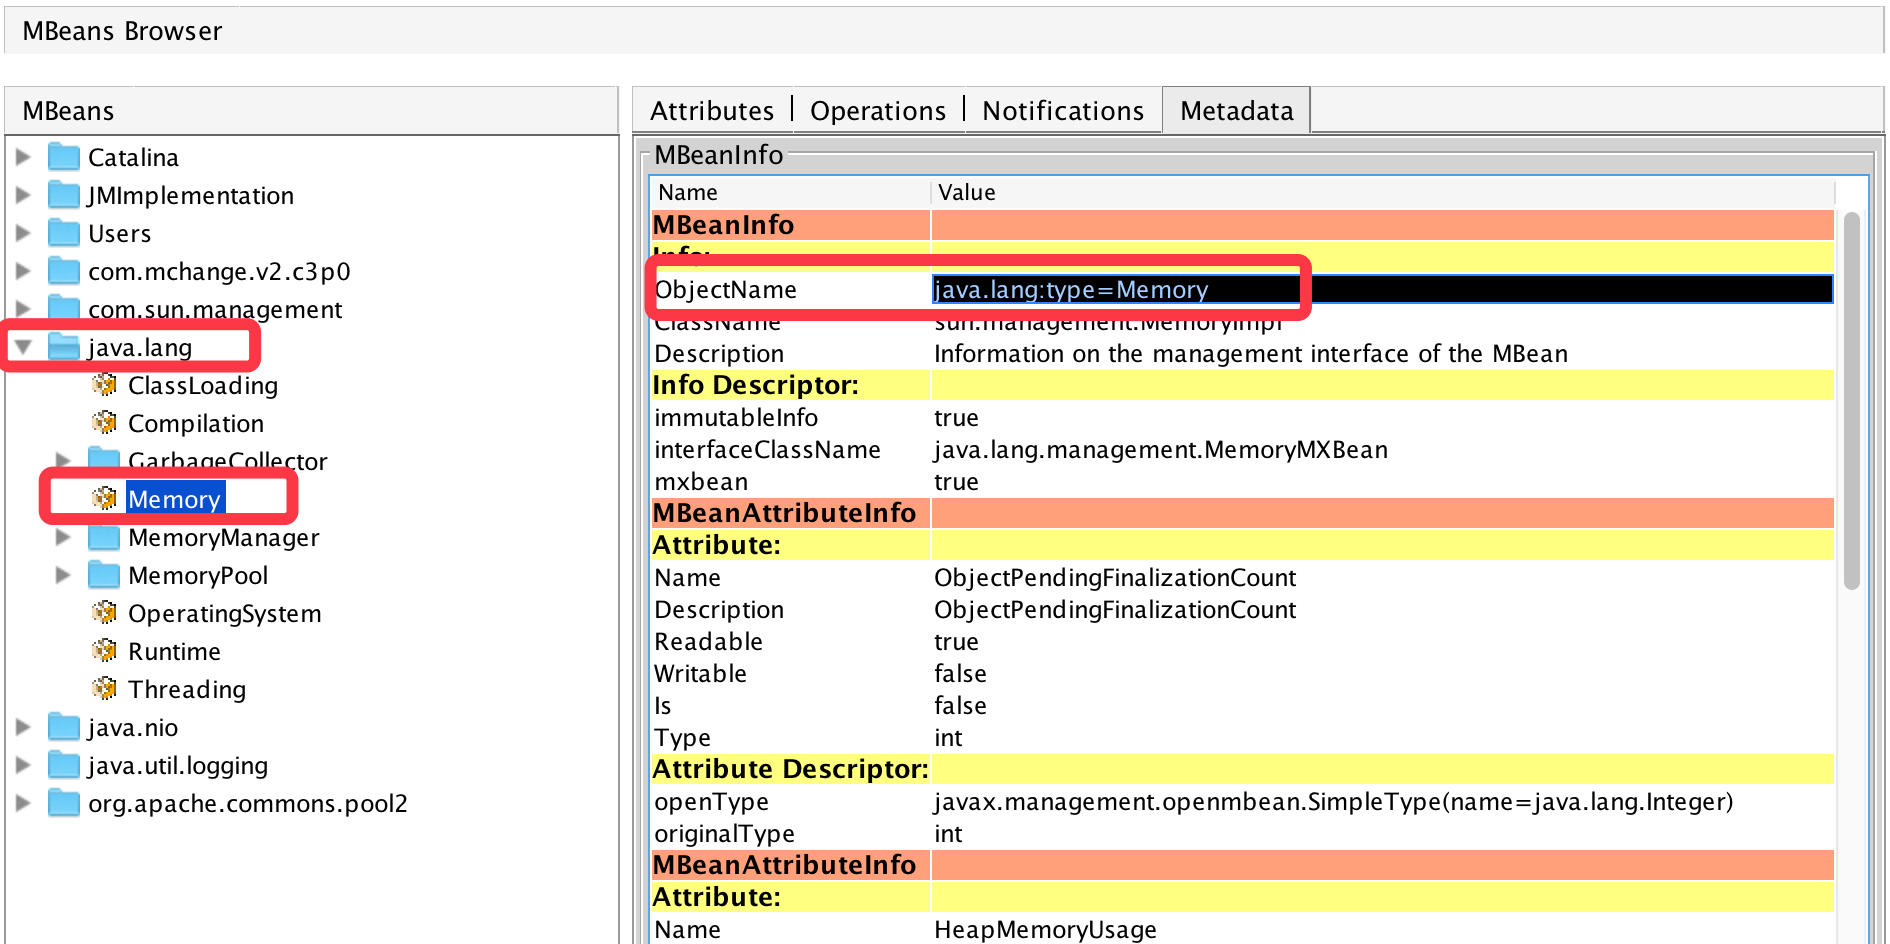 MBeans Browser
MBeans
Catalina
JMImplementation
Users
com.mchange.v2.c3p0
com.sun.management
java.lang
ClassLoading
Compilation
GarbageCollector
Memory
MemoryManager
MemoryPool
OperatingSystem
Runtime
Threading
java.nio
java.util.logging
org.apache.commons.pool2
Attributes Operations Notifications Metadata
MBeanInfo
Name Value
MBeanInfo
Info:
ObjectName java.lang:type=Memory
ClassName sun.management.MemoryImpl
Description Information on the management interface of the MBean
Info Descriptor:
immutableInfo true
interfaceClassName java.lang.management.MemoryMXBean
mxbean true
MBeanAttributeInfo
Attribute:
Name ObjectPendingFinalizationCount
Description ObjectPendingFinalizationCount
Readable true
Writable false
Is false
Type int
Attribute Descriptor:
openType javax.management.openmbean.SimpleType(name=java.lang.Integer)
originalType int
MBeanAttributeInfo
Attribute:
Name HeapMemoryUsage